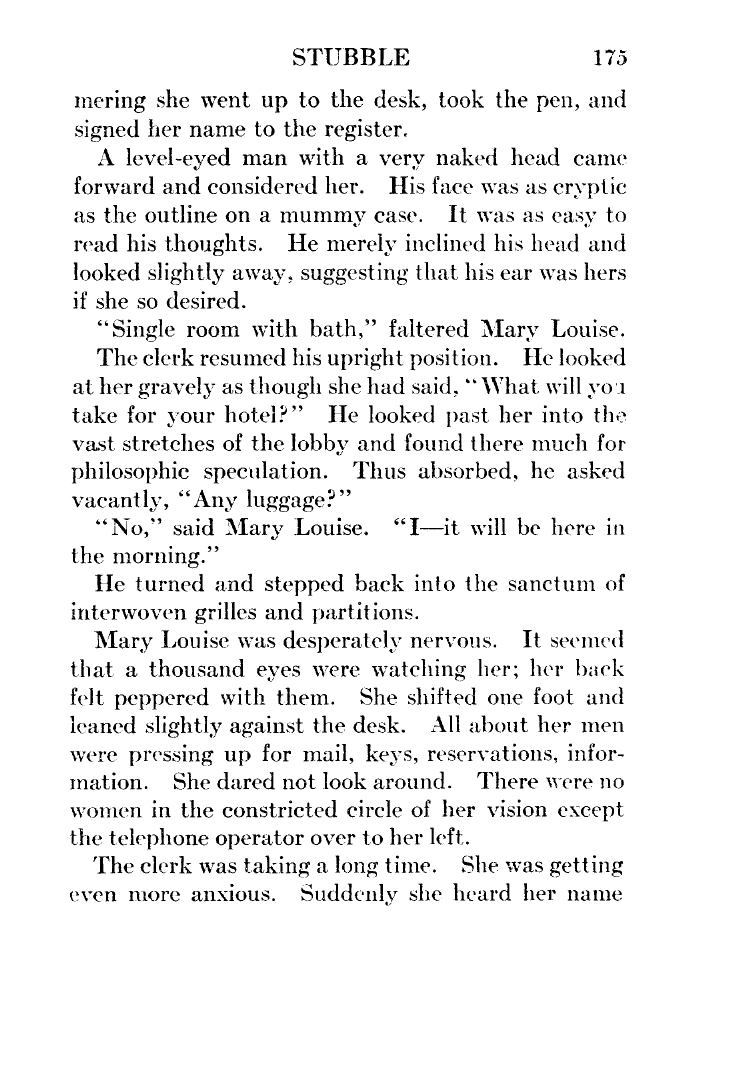 STUBBLE 175
mering she went up to the desk, took the pen, and
signed her name to the register.
A level-eyed man with a very naked head came
forward and considered her. His face was as cryptic
as the outline on a mummy case. It was as easy to
read his thoughts. He merely inclined his head and
looked slightly away, suggesting that his ear was hers
if she so desired.
“Single room with bath,” faltered Mary Louise.
The clerk resumed his upright position. He looked
at her gravely as though she had said, “What will you
take for your hotel?” He looked past her into the
vast stretches of the lobby and found there much for
philosophic speculation. Thus absorbed, he asked
vacantly, “Any luggage?”
“No,” said Mary Louise. “I—it will be here in
the morning.”
He turned and stepped back into the sanctum of
interwoven grilles and partitions.
Mary Louise was desperately nervous. It seemed
that a thousand eyes were watching her; her back
felt peppered with them. She shifted one foot and
leaned slightly against the desk. All about her men
were pressing up for mail, keys, reservations, infor-
mation. She dared not look around. There were no
women in the constricted circle of her vision except
the telephone operator over to her left.
The clerk was taking a long time. She was getting
even more anxious. Suddenly she heard her name